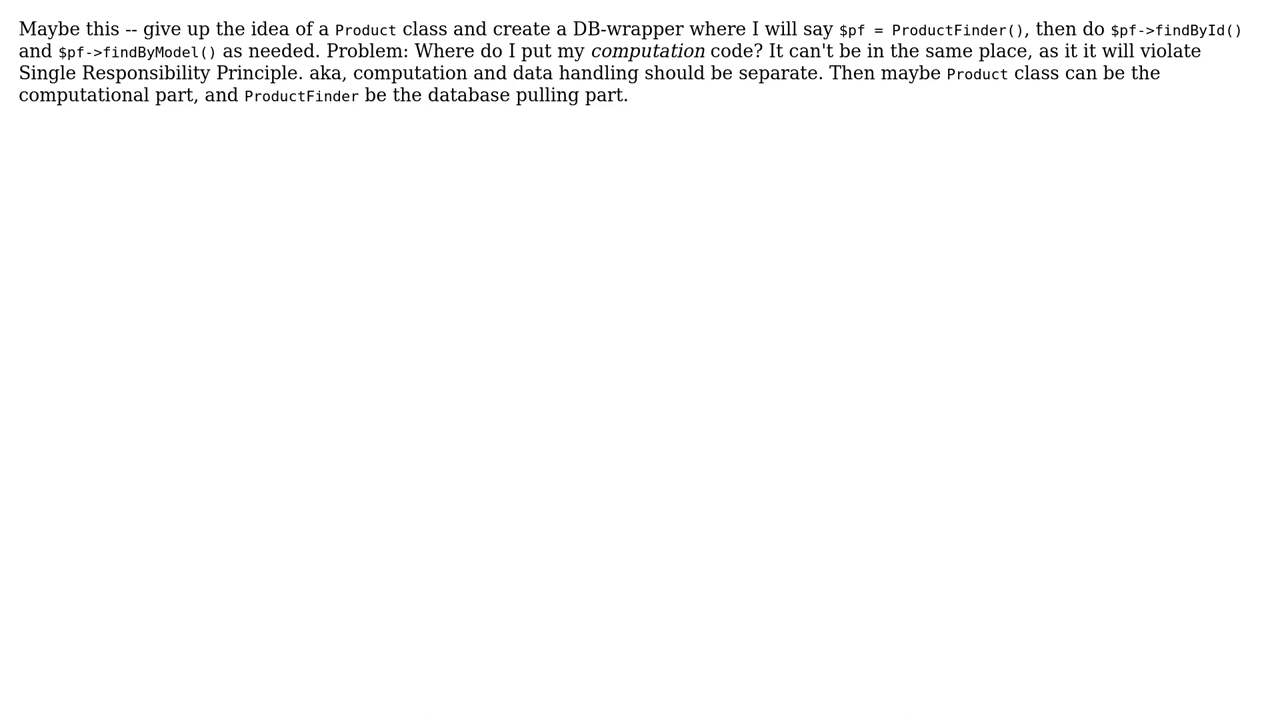 Maybe this -- give up the idea of a Product class and create a DB-wrapper where I will say $pf = ProductFinder(), then do $pf->findById()
and $pf->findByModel() as needed. Problem: Where do I put my computation code? It can't be in the same place, as it it will violate
Single Responsibility Principle. aka, computation and data handling should be separate. Then maybe Product class can be the
computational part, and ProductFinder be the database pulling part.